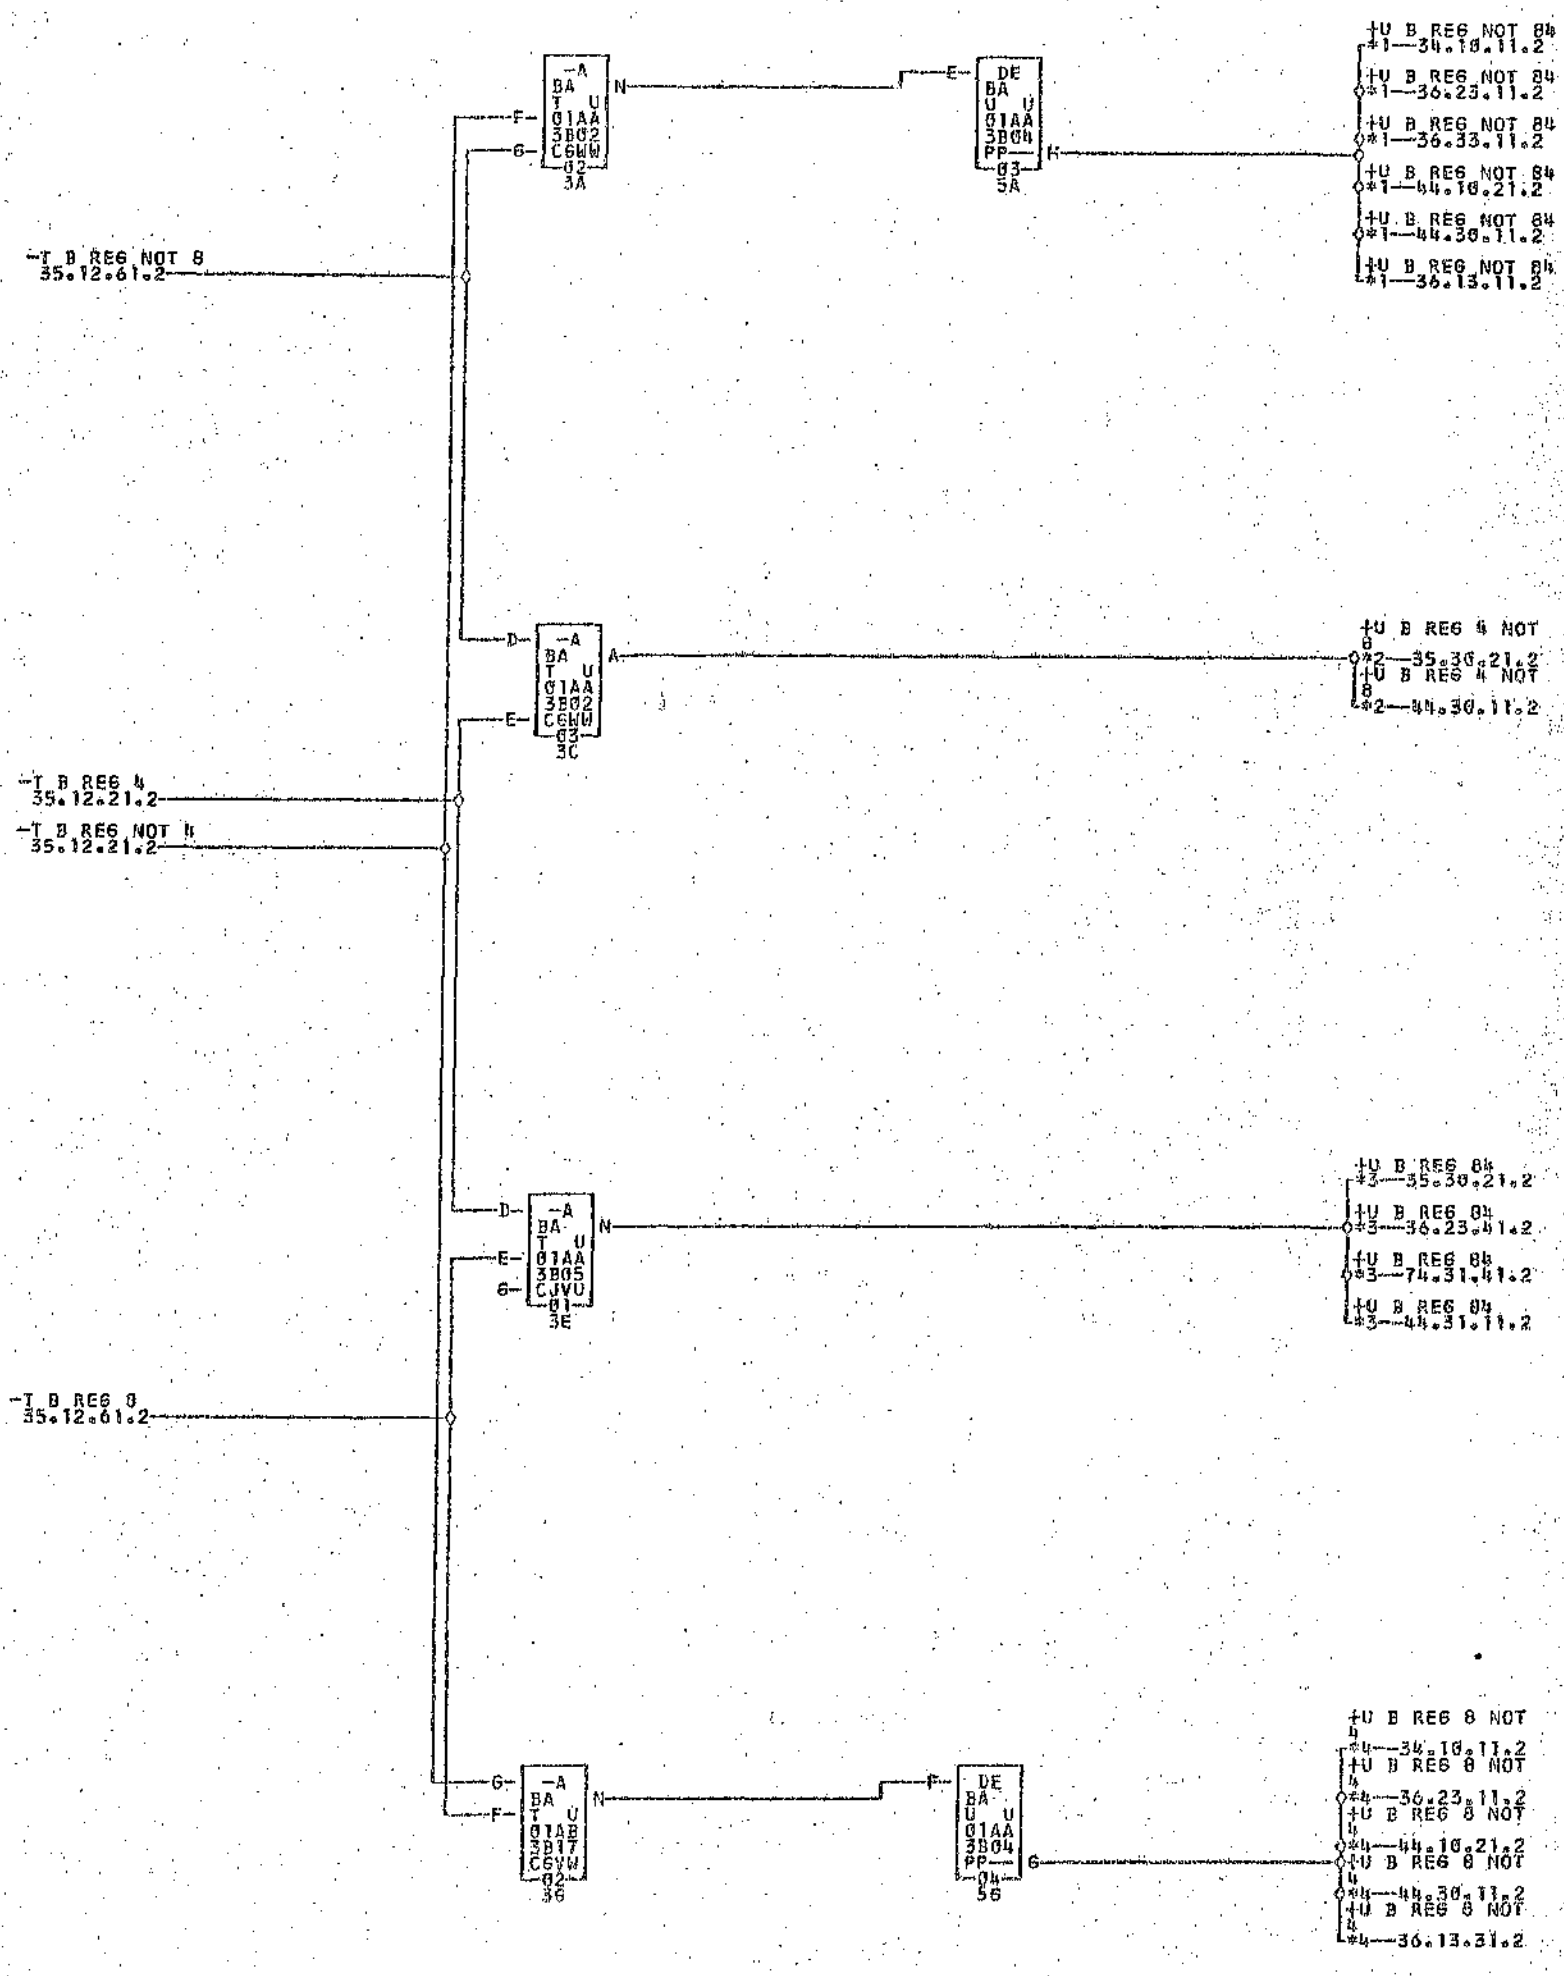 -T B REG NOT 8
35.12.61.2
-T B REG 4
35.12.21.2
-T B REG NOT 4
35.12.21.2
-T B REG 8
35.12.61.2
F
G
-A
BA
T U
01AA
3B02
CGWW
02
3A
N
E
DE
BA
U U
01AA
3B04
PP—
03
5A
H
+U B REG NOT 84
*1--34.10.11.2
+U B REG NOT 84
*1--36.23.11.2
+U B REG NOT 84
*1--36.33.11.2
+U B REG NOT 84
*1--44.10.21.2
+U B REG NOT 84
*1--44.30.11.2
+U B REG NOT 84
*1--36.13.11.2
D
E
-A
BA
T U
01AA
3B02
CGWW
03
3C
A
+U B REG 4 NOT
8
*2--35.30.21.2
+U B REG 4 NOT
8
*2--44.30.11.2
D
E
G
-A
BA
T U
01AA
3B05
CJVU
01
3E
N
+U B REG 84
*3--35.30.21.2
+U B REG 84
*3--36.23.41.2
+U B REG 84
*3--74.31.41.2
+U B REG 84
*3--44.31.11.2
G
F
-A
BA
T U
01AB
3B17
CGVW
02
3G
N
F
DE
BA
U U
01AA
3B04
PP—
04
5G
G
+U B REG 8 NOT
4
*4--34.10.11.2
+U B REG 8 NOT
4
*4--36.23.11.2
+U B REG 8 NOT
4
*4--44.10.21.2
+U B REG 8 NOT
4
*4--44.30.11.2
+U B REG 8 NOT
4
*4--36.13.31.2